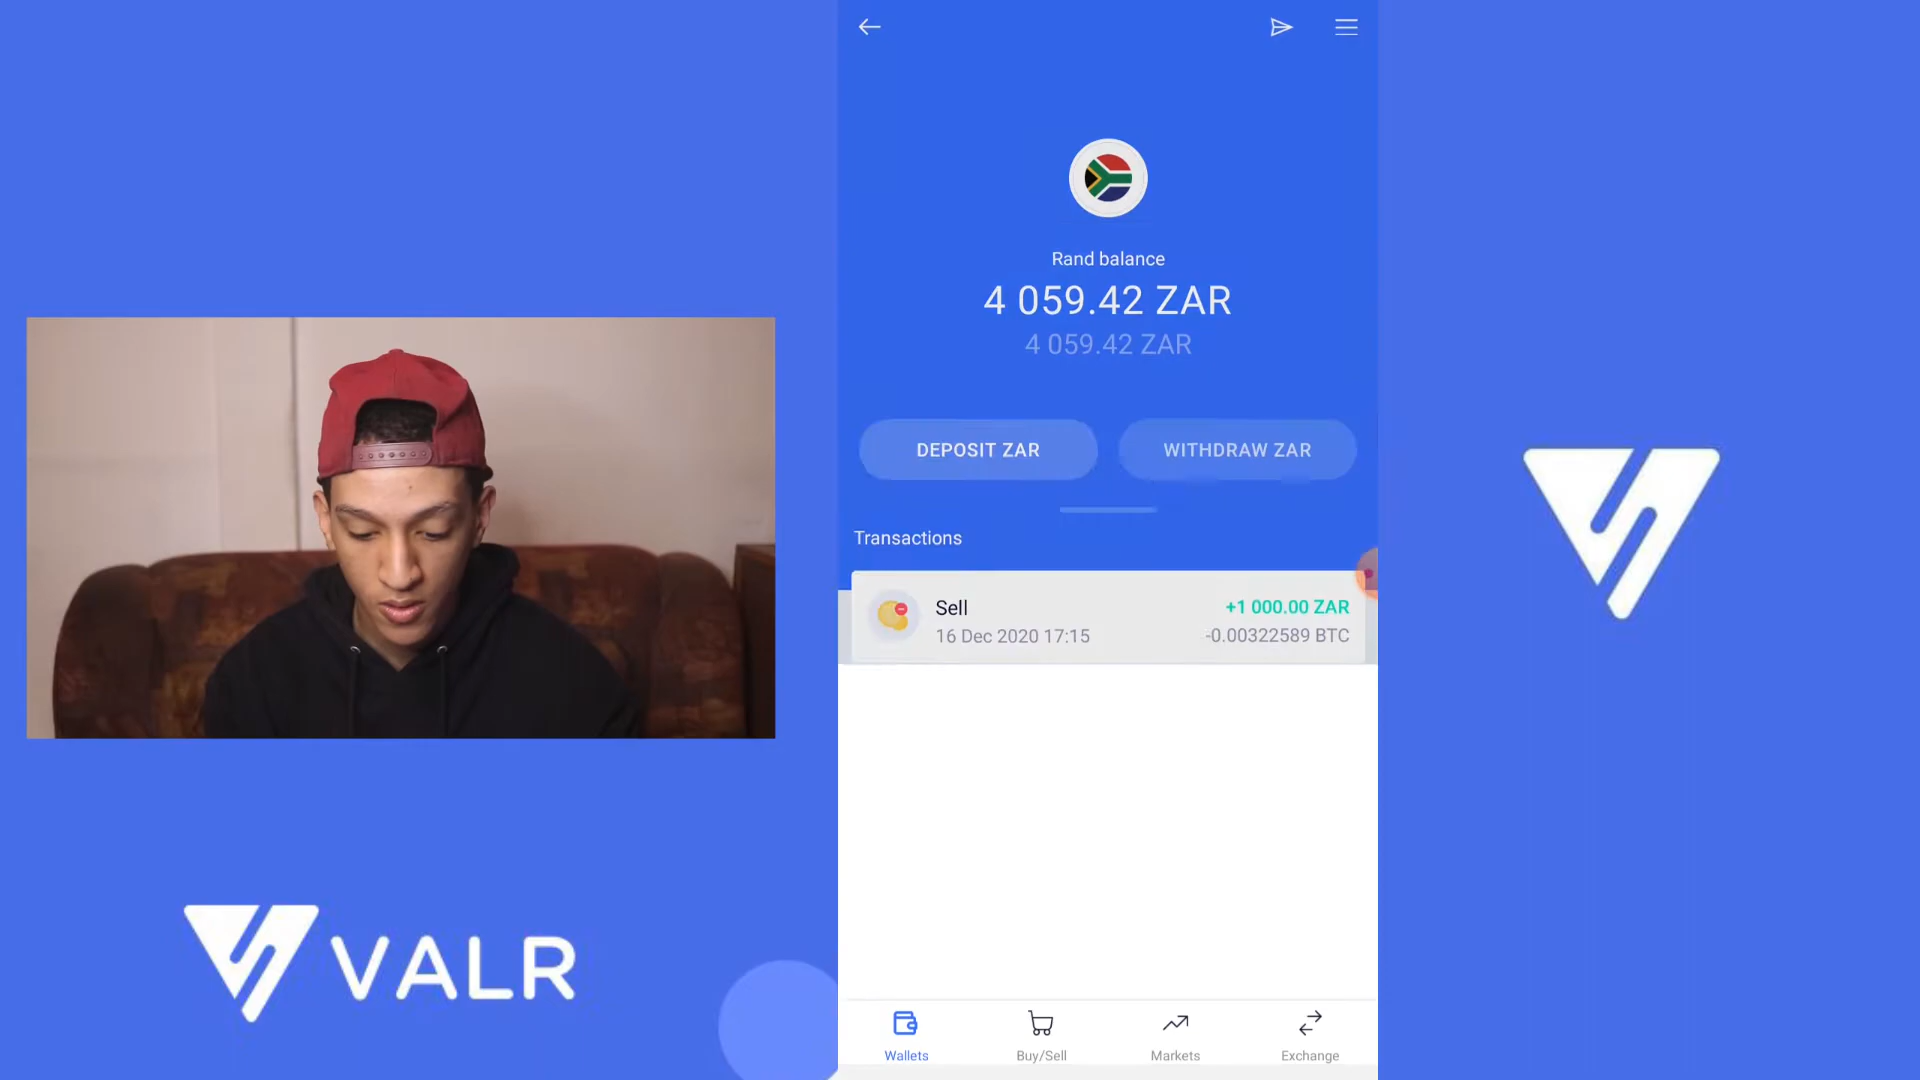 Rand balance
4 059.42 ZAR
4 059.42 ZAR
DEPOSIT ZAR
WITHDRAW ZAR
Transactions
Sell
+1 000.00 ZAR
16 Dec 2020 17:15
-0.00322589 BTC
VALR
Wallets
Buy/Sell
Markets
Exchange